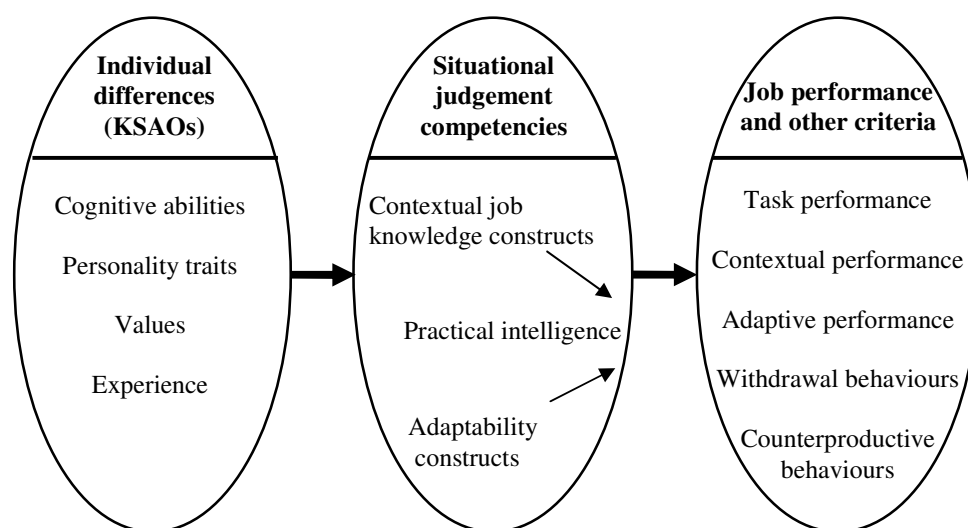 Individual
differences
(KSAOs)
Cognitive abilities
Personality traits
Values
Experience
Situational
judgement
competencies
Contextual job
knowledge constructs
Practical intelligence
Adaptability
constructs
Job performance
and other criteria
Task performance
Contextual performance
Adaptive performance
Withdrawal behaviours
Counterproductive
behaviours